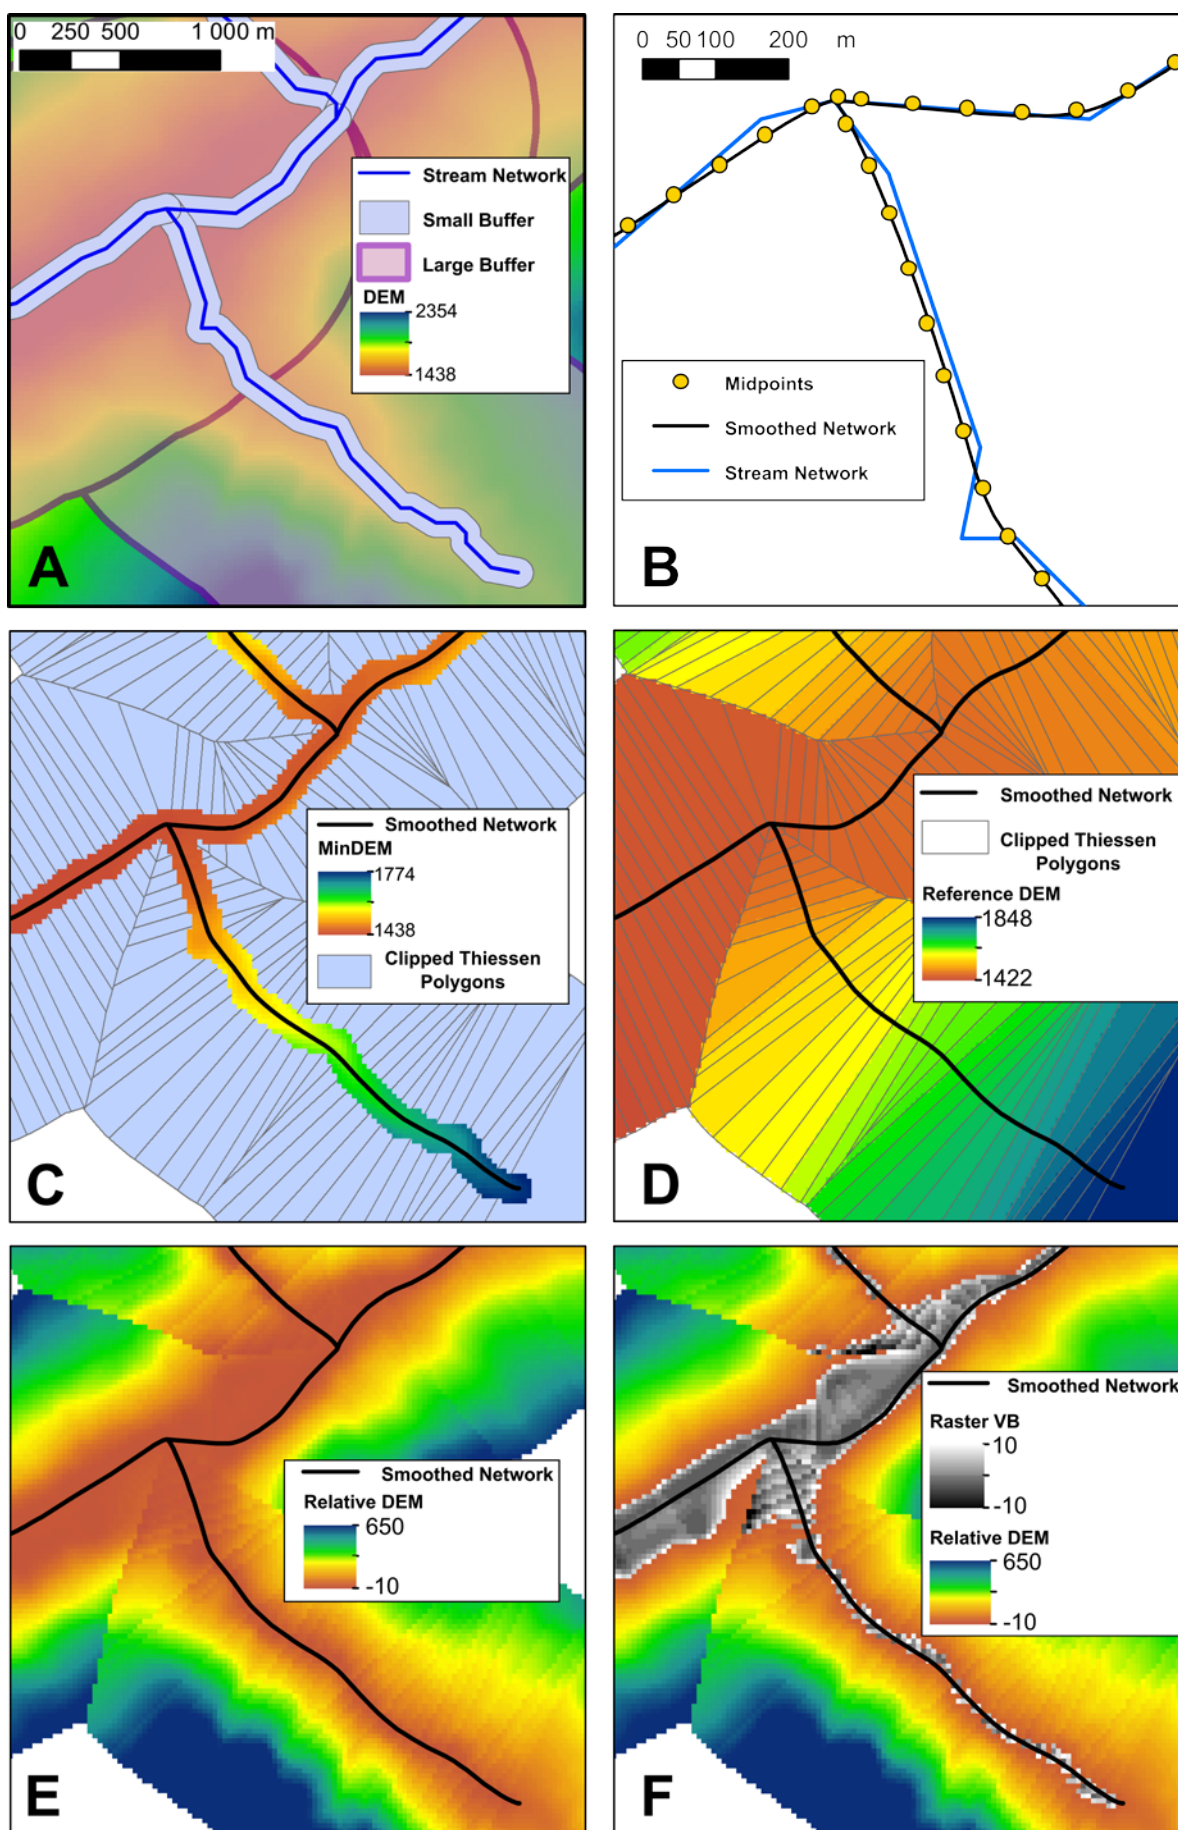 0 250 500 1 000 m
Stream Network
Small Buffer
Large Buffer
DEM
2354
1438
A
0 50 100 200 m
Midpoints
Smoothed Network
Stream Network
B
Smoothed Network
MinDEM
1774
1438
Clipped Thiessen
Polygons
C
Smoothed Network
Clipped Thiessen
Polygons
Reference DEM
1848
1422
D
Smoothed Network
Relative DEM
650
-10
E
Smoothed Network
Raster VB
10
-10
Relative DEM
650
-10
F